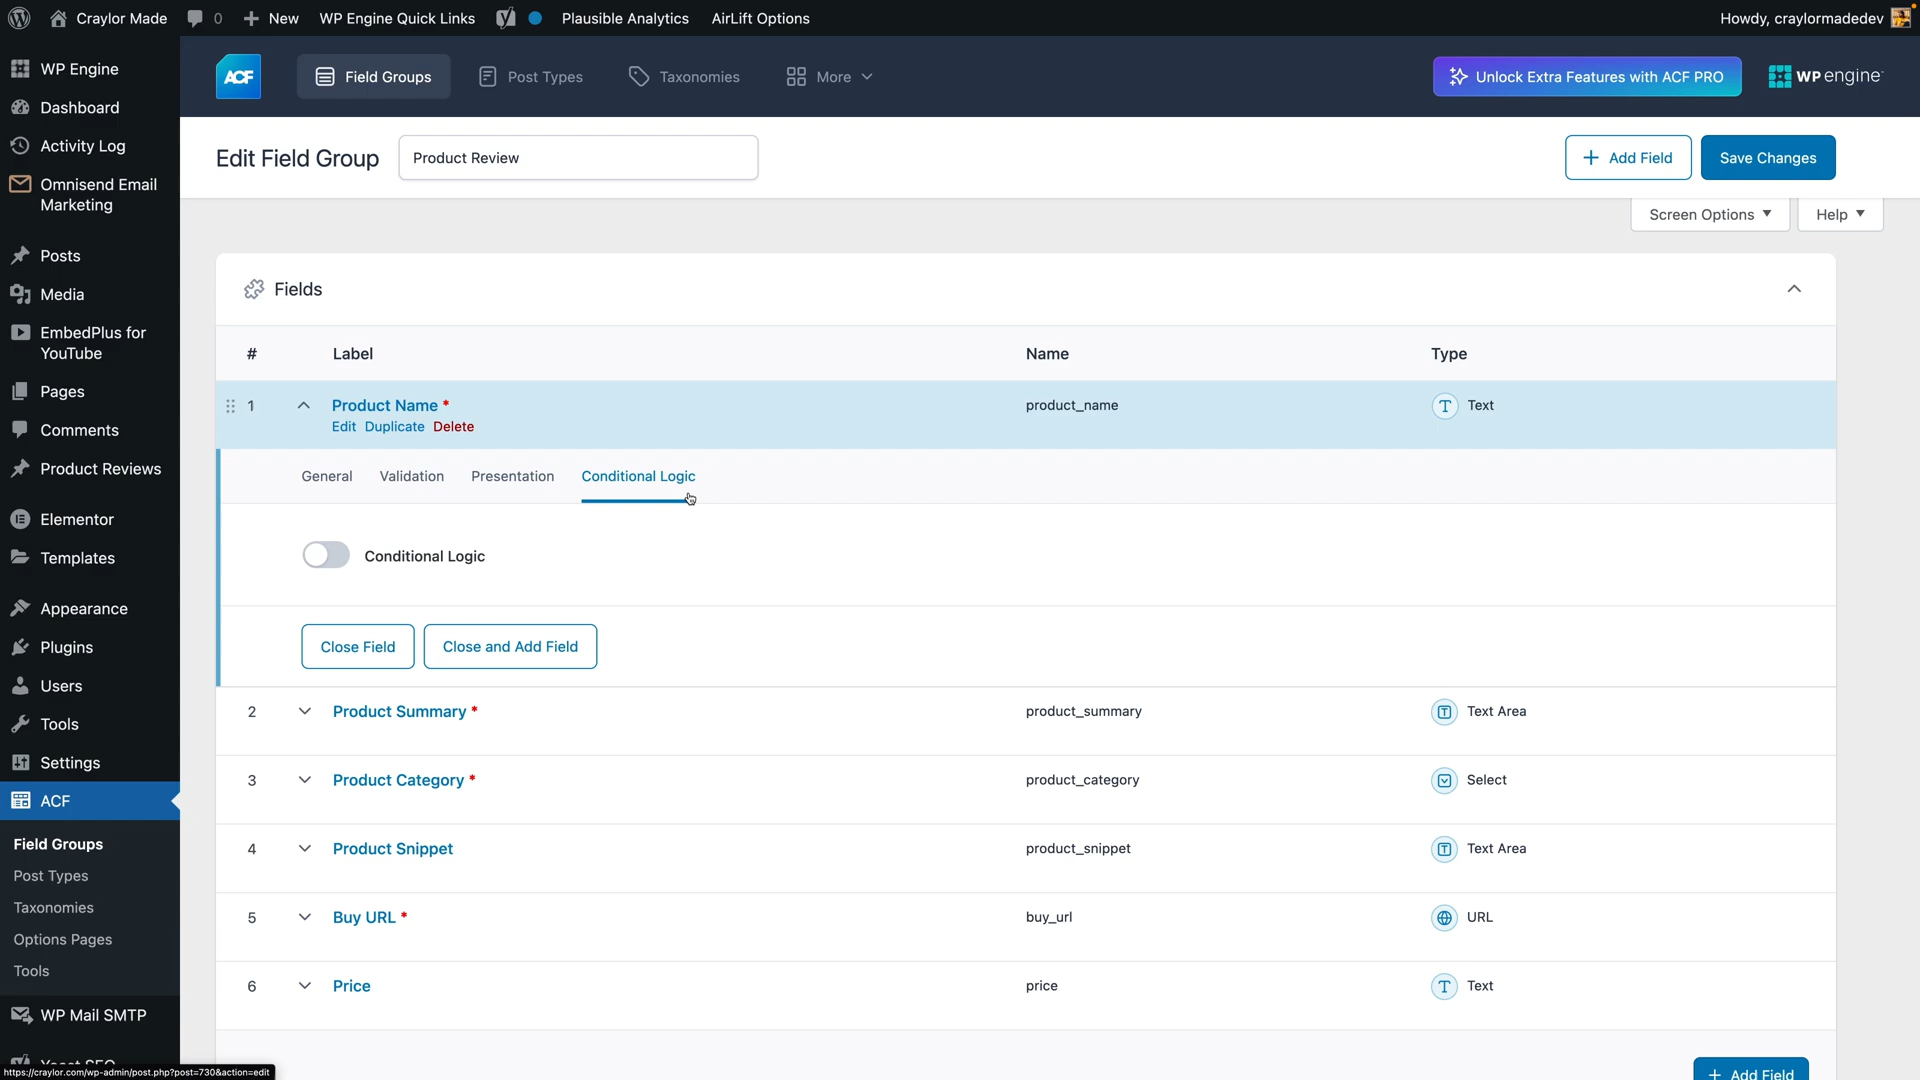 Craylor Made
0
New
WP Engine Quick Links
Plausible Analytics
AirLift Options
Howdy, craylormadedev
WP Engine
Dashboard
Activity Log
Omnisend Email
Marketing
Posts
Media
EmbedPlus for
YouTube
Pages
Comments
Product Reviews
Elementor
Templates
Appearance
Plugins
Users
Tools
Settings
ACF
Field Groups
Post Types
Taxonomies
Options Pages
Tools
WP Mail SMTP
Yoast SEO
https://craylor.com/wp-admin/post.php?post=730&action=edit
ACF
Field Groups
Post Types
Taxonomies
More
Unlock Extra Features with ACF PRO
WP engine
Edit Field Group
Product Review
+ Add Field
Save Changes
Screen Options ▼
Help ▼
Fields
# Label Name Type
1 Product Name * product_name Text
Edit Duplicate Delete
General Validation Presentation Conditional Logic
Conditional Logic
Close Field
Close and Add Field
2 Product Summary * product_summary Text Area
3 Product Category * product_category Select
4 Product Snippet product_snippet Text Area
5 Buy URL * buy_url URL
6 Price price Text
+ Add Field